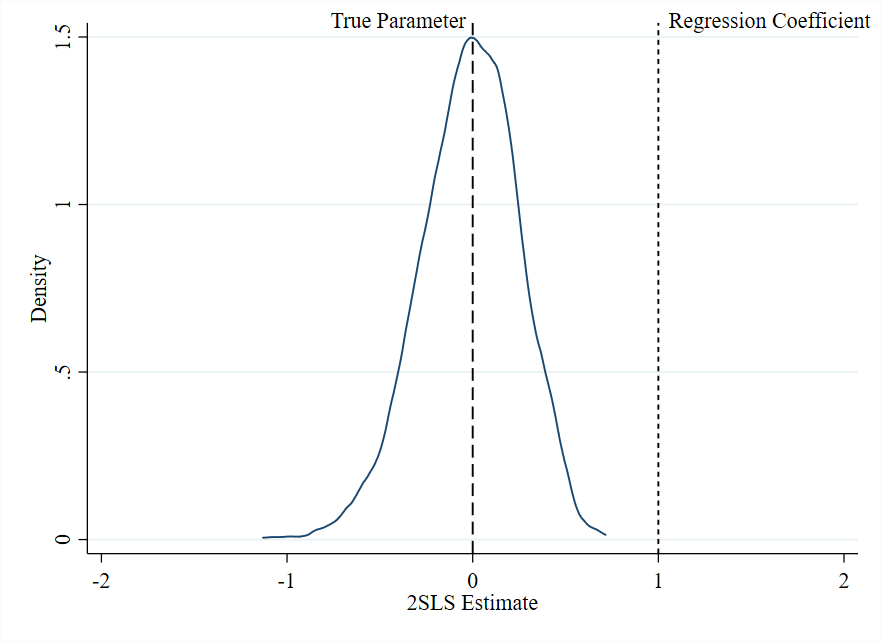 True Parameter
Regression Coefficient
1.5
1
.5
0
Density
-2
-1
0
1
2
2SLS Estimate